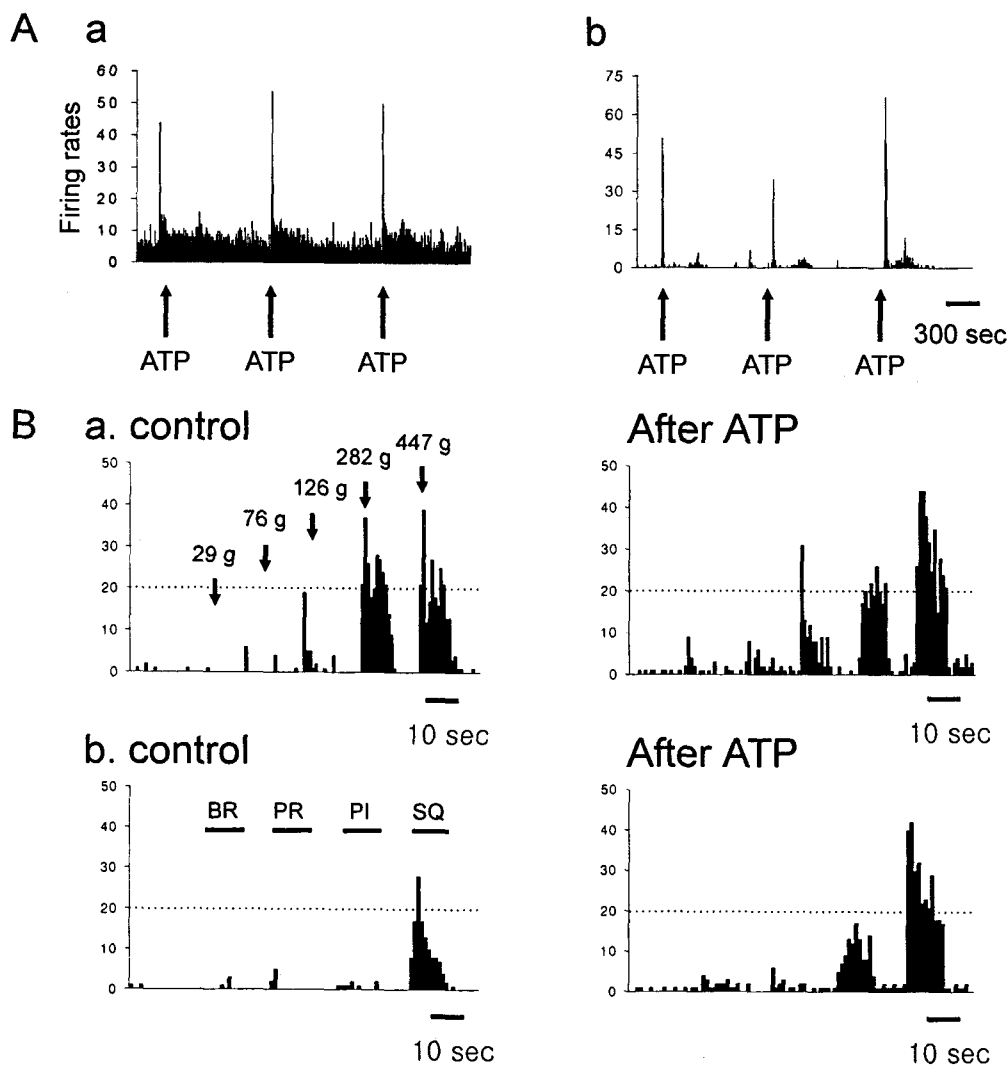 A a
b
Firing rates
60
50
40
30
20
10
0
75
60
45
30
15
0
ATP ATP ATP
ATP ATP ATP
300 sec
B a. control
After ATP
50
40
30
20
10
0
29 g
76 g
126 g
282 g
447 g
10 sec
50
40
30
20
10
0
10 sec
b. control
After ATP
50
40
30
20
10
0
BR PR PI SQ
10 sec
50
40
30
20
10
0
10 sec